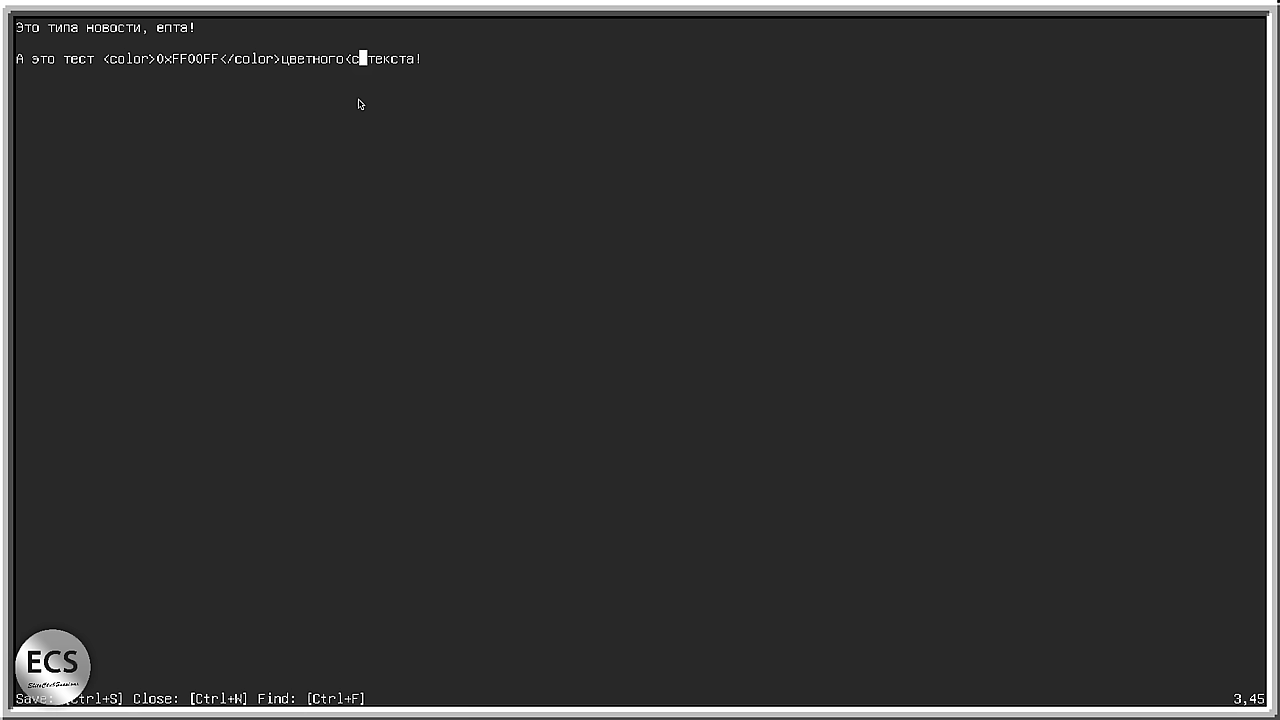 Это типа новости, епта!
А это тест <color>0xFF00FF</color>цветного<c текста!
ECS
EliteClubSessions
Save: [Ctrl+S] Close: [Ctrl+W] Find: [Ctrl+F]
3,45